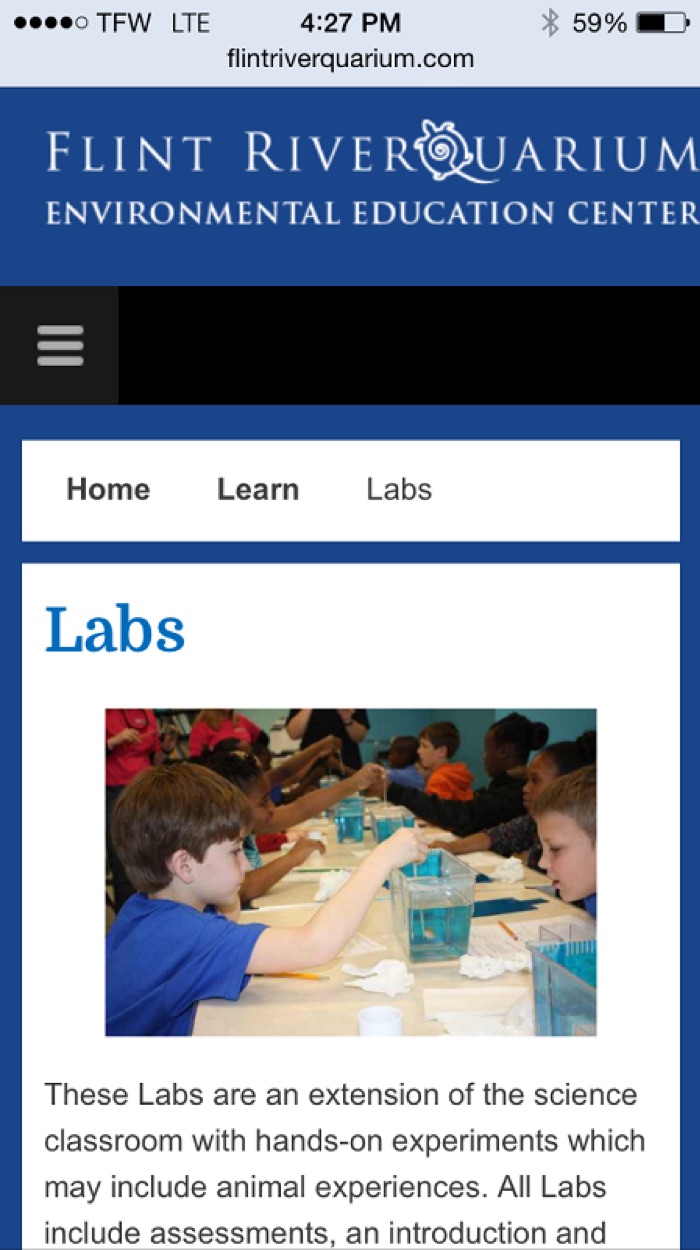 TFW LTE 4:27 PM 59%
flintriverquarium.com
FLINT RIVERQUARIUM
ENVIRONMENTAL EDUCATION CENTER
Home Learn Labs
Labs
These Labs are an extension of the science
classroom with hands-on experiments which
may include animal experiences. All Labs
include assessments, an introduction and